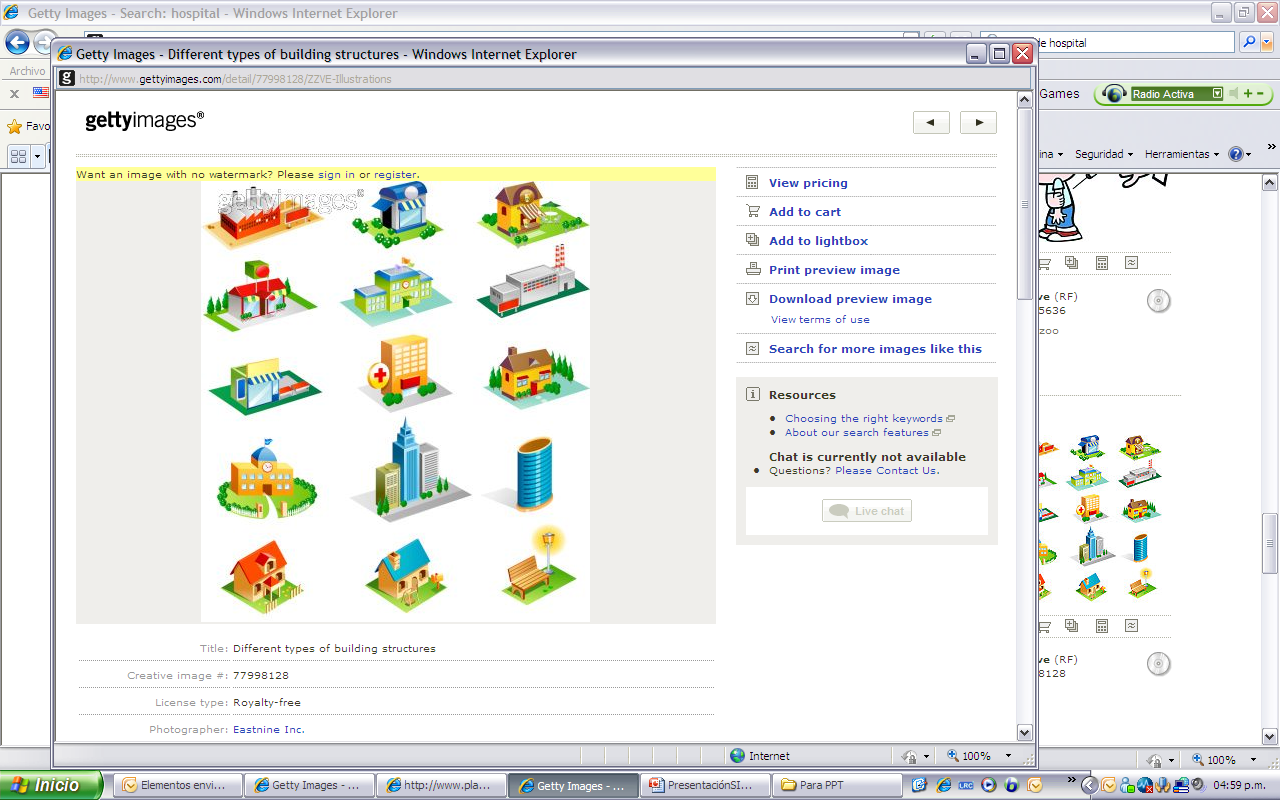 Getty Images - Search: hospital - Windows Internet Explorer
de hospital
Archivo
Getty Images - Different types of building structures - Windows Internet Explorer
http://www.gettyimages.com/detail/77998128/ZZVE-Illustrations
Games
Radio Activa
Favo
ina
Seguridad
Herramientas
gettyimages®
Want an image with no watermark? Please sign in or register.
gettyimages®
View pricing
Add to cart
Add to lightbox
Print preview image
Download preview image
View terms of use
Search for more images like this
Resources
Choosing the right keywords
About our search features
Chat is currently not available
Questions? Please Contact Us.
Live chat
ve (RF)
5636
zoo
ve (RF)
8128
Title: Different types of building structures
Creative image #: 77998128
License type: Royalty-free
Photographer: Eastnine Inc.
Internet
100%
100%
Inicio
Elementos envi...
Getty Images - ...
http://www.pla...
Getty Images - ...
PresentaciónSI...
Para PPT
LRC
04:59 p.m.